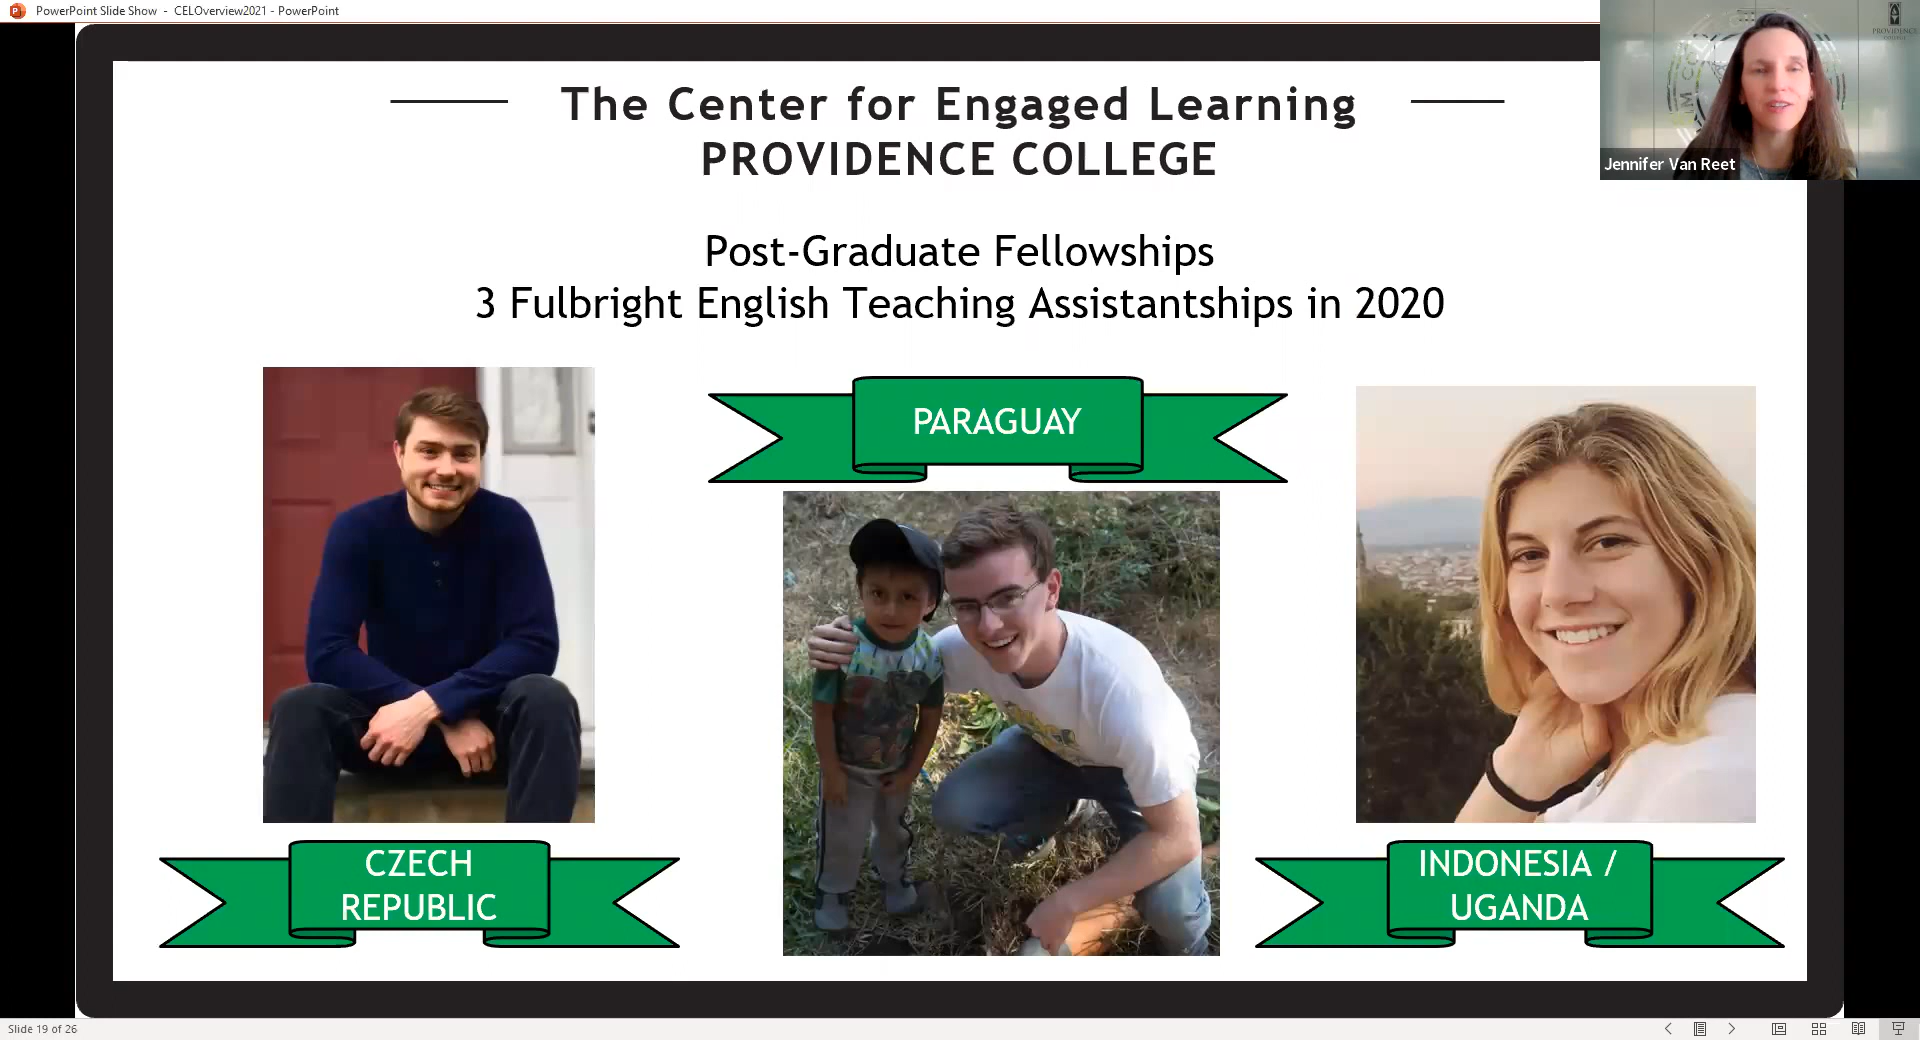 PowerPoint Slide Show - CELOverview2021 - PowerPoint
PROVIDENCE
Jennifer Van Reet
The Center for Engaged Learning
PROVIDENCE COLLEGE
Post-Graduate Fellowships
3 Fulbright English Teaching Assistantships in 2020
PARAGUAY
CZECH
REPUBLIC
INDONESIA /
UGANDA
Slide 19 of 26